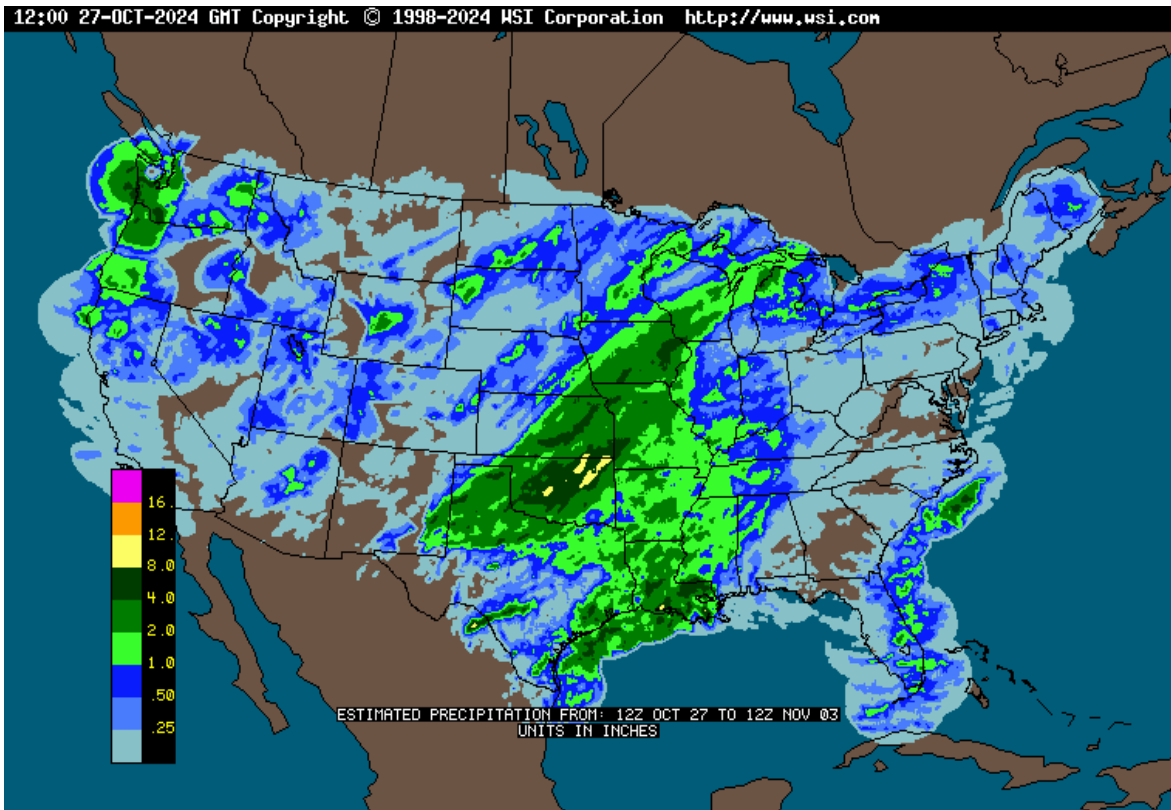 12:00 27-OCT-2024 GMT Copyright © 1998-2024 WSI Corporation http://www.wsi.com
16.
12.
8.0
4.0
2.0
1.0
.50
.25
ESTIMATED PRECIPITATION FROM: 12Z OCT 27 TO 12Z NOV 03
UNITS IN INCHES